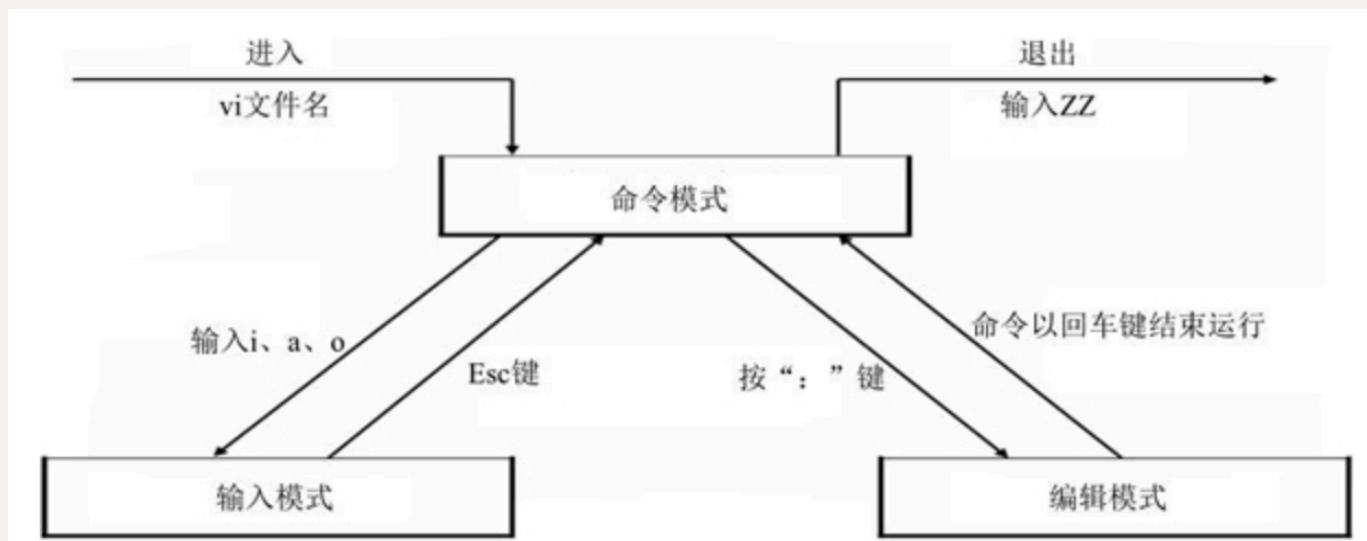 进入
vi文件名
退出
输入ZZ
命令模式
输入i、a、o
Esc键
按“：”键
命令以回车键结束运行
输入模式
编辑模式